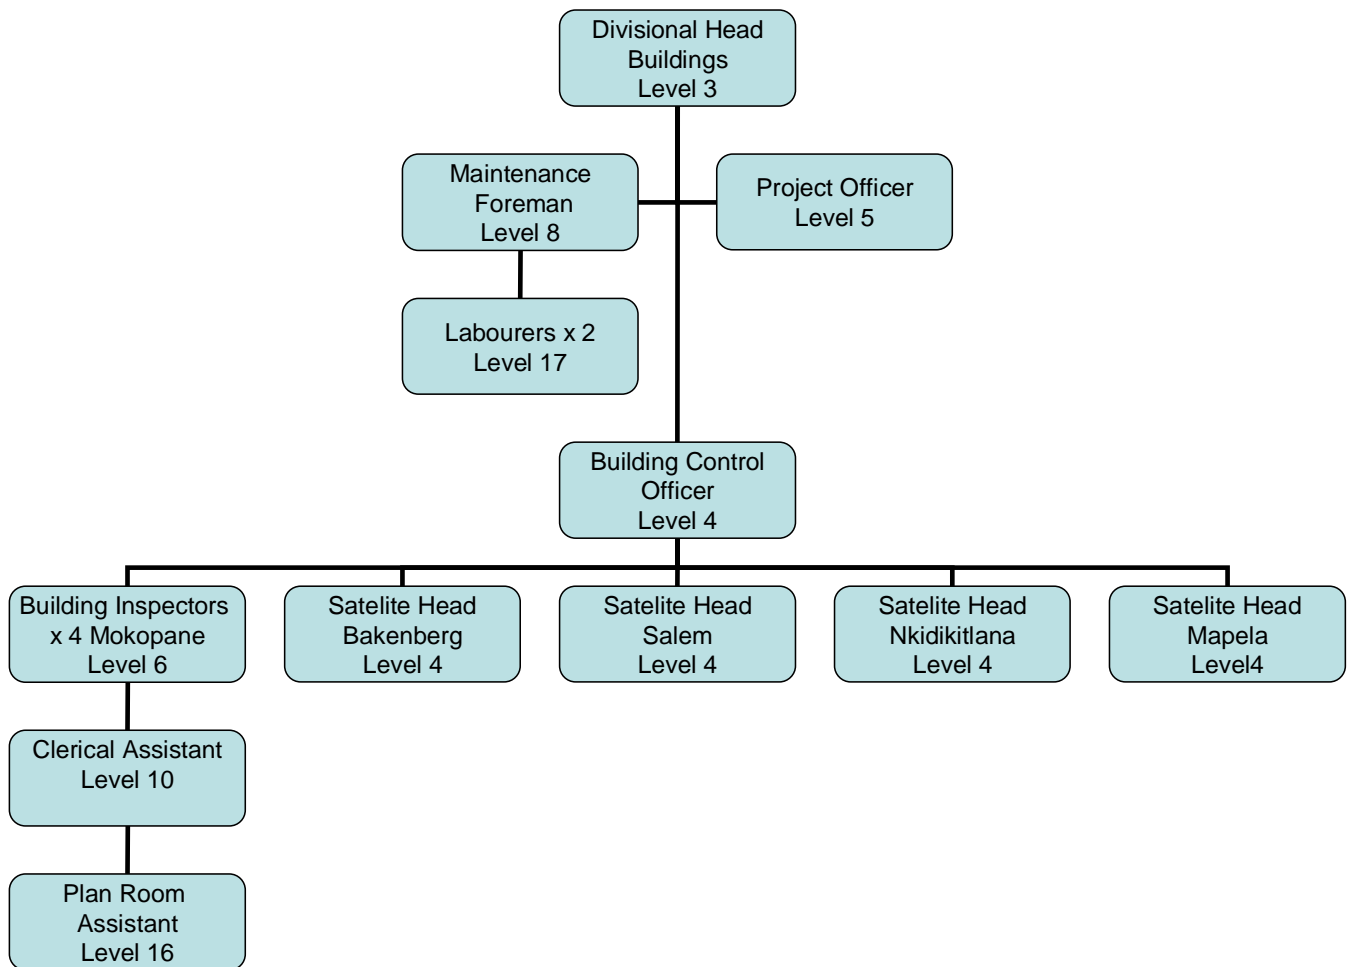 Divisional Head
Buildings
Level 3
Maintenance
Foreman
Level 8
Project Officer
Level 5
Labourers x 2
Level 17
Building Control
Officer
Level 4
Building Inspectors
x 4 Mokopane
Level 6
Satelite Head
Bakenberg
Level 4
Satelite Head
Salem
Level 4
Satelite Head
Nkidikitlana
Level 4
Satelite Head
Mapela
Level4
Clerical Assistant
Level 10
Plan Room
Assistant
Level 16